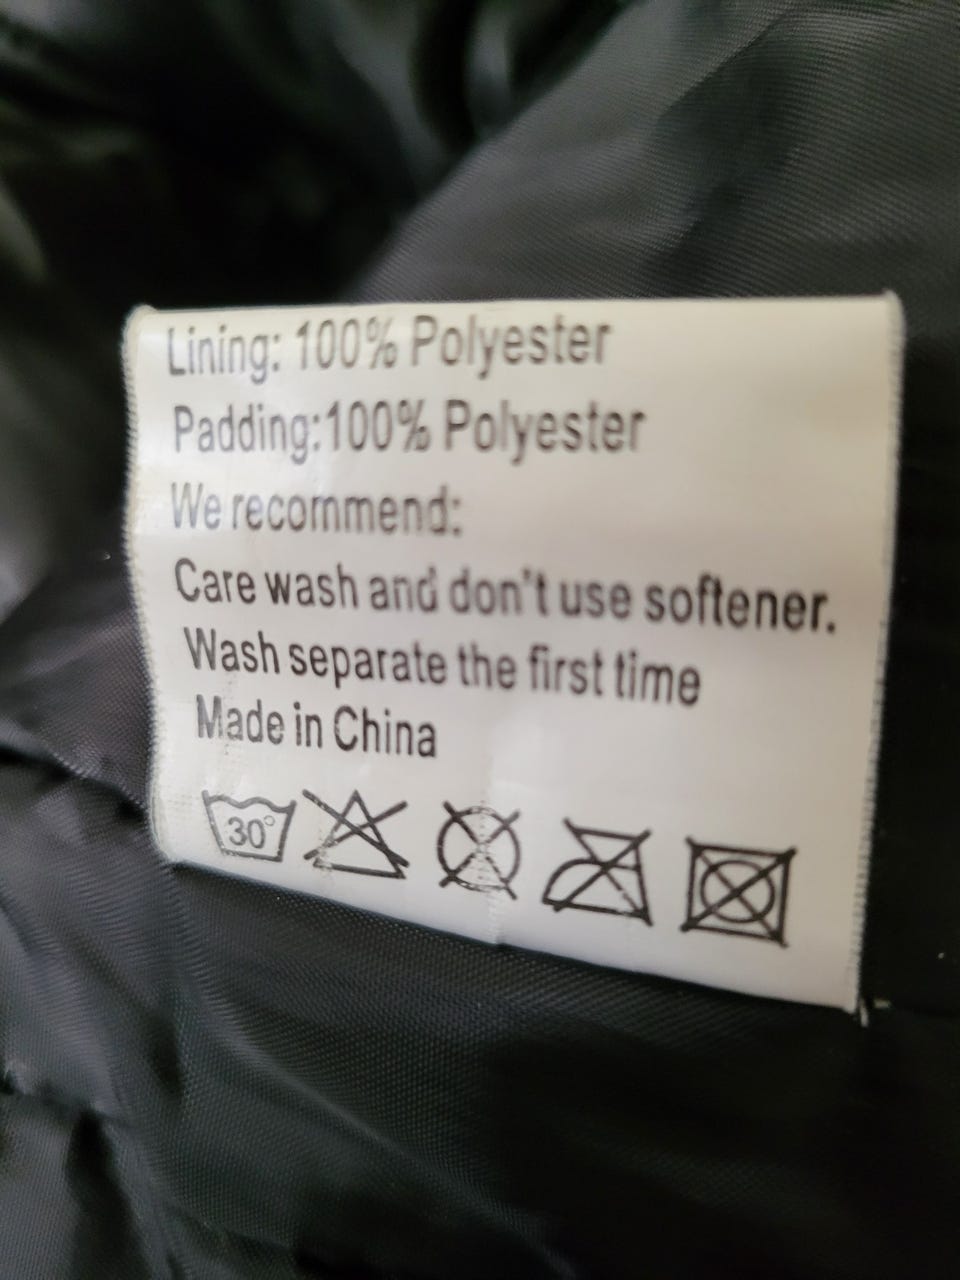 Lining: 100% Polyester
Padding:100% Polyester
We recommend:
Care wash and don't use softener.
Wash separate the first time
Made in China
30°